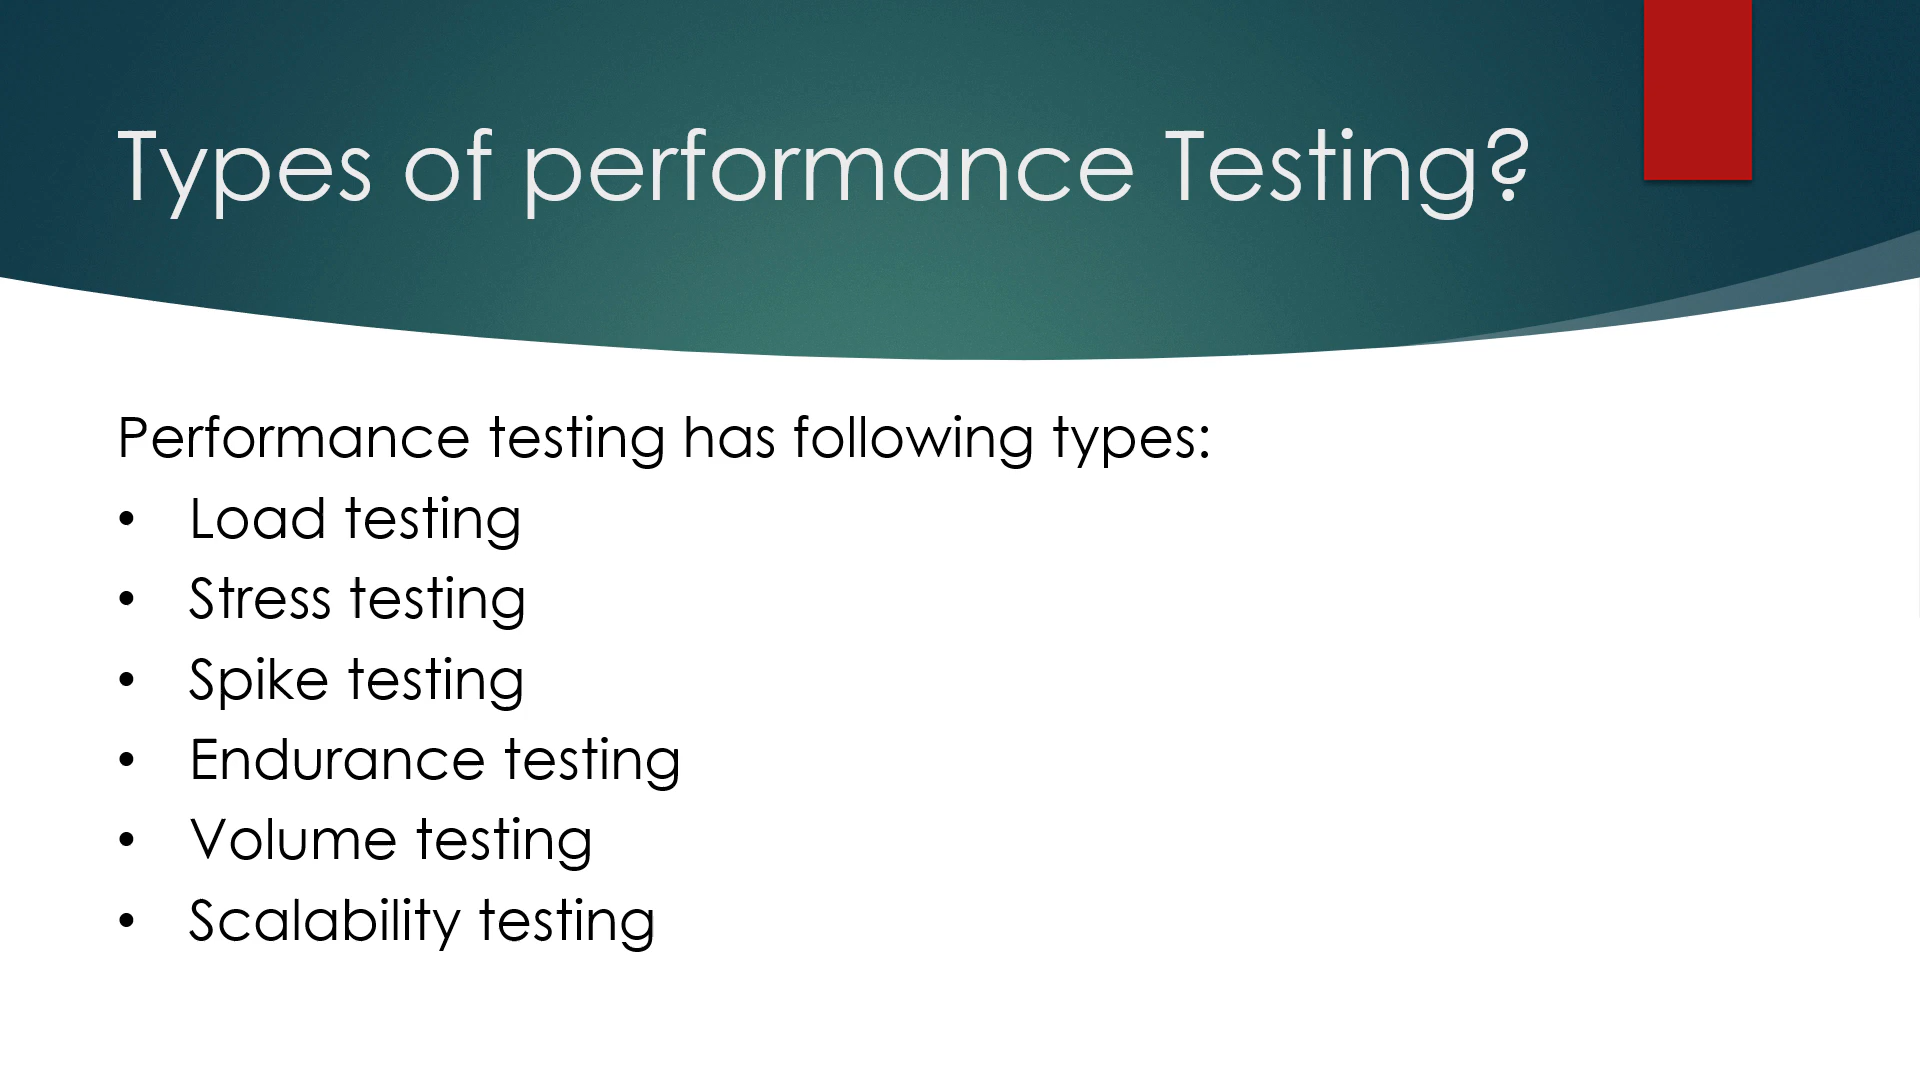 Types of performance Testing?
Performance testing has following types:
• Load testing
• Stress testing
• Spike testing
• Endurance testing
• Volume testing
• Scalability testing